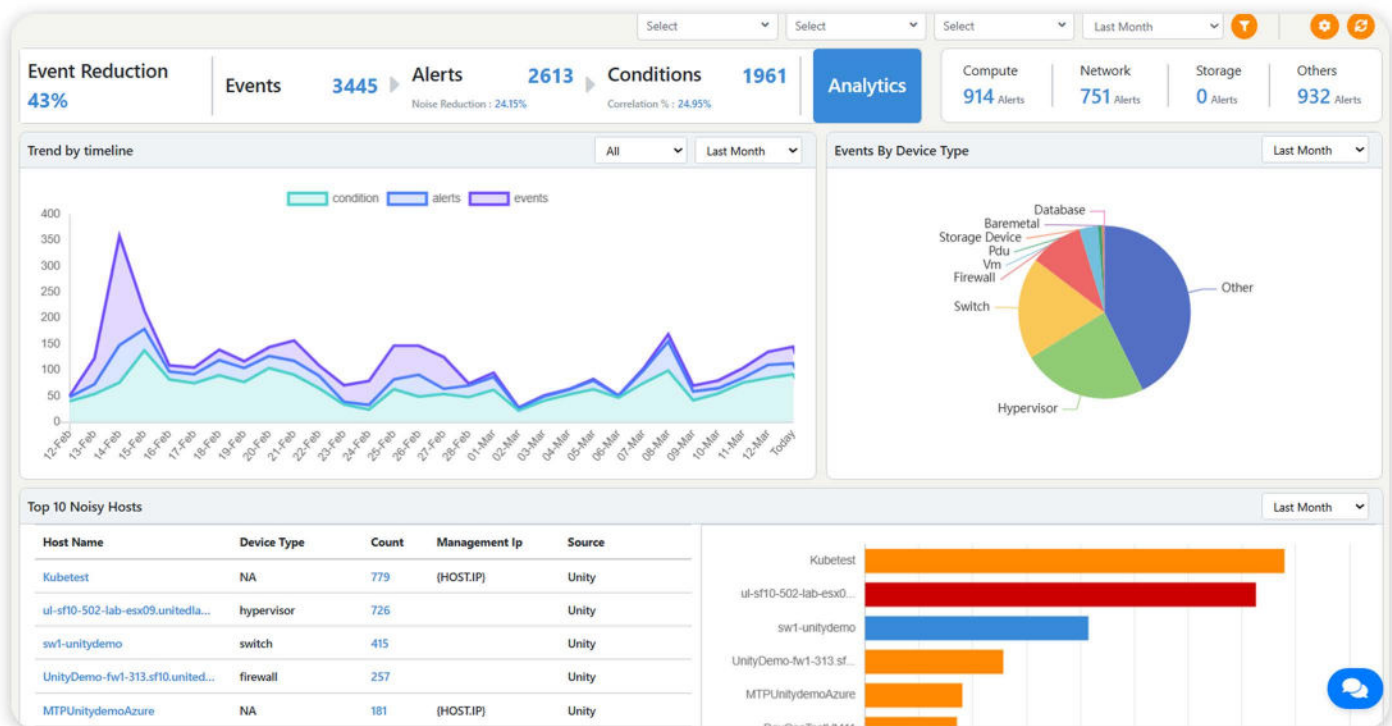 Select
Select
Select
Last Month
Event Reduction
43%
Events 3445
Alerts 2613
Noise Reduction : 24.15%
Conditions 1961
Correlation % : 24.95%
Analytics
Compute
914 Alerts
Network
751 Alerts
Storage
0 Alerts
Others
932 Alerts
Trend by timeline
All
Last Month
condition alerts events
400
350
300
250
200
150
100
50
0
12-Feb
13-Feb
14-Feb
15-Feb
16-Feb
17-Feb
18-Feb
19-Feb
20-Feb
21-Feb
22-Feb
23-Feb
24-Feb
25-Feb
26-Feb
27-Feb
28-Feb
01-Mar
02-Mar
03-Mar
04-Mar
05-Mar
06-Mar
07-Mar
08-Mar
09-Mar
10-Mar
11-Mar
12-Mar
Today
Events By Device Type
Last Month
Database
Baremetal
Storage Device
Pdu
Vm
Firewall
Switch
Hypervisor
Other
Top 10 Noisy Hosts
Last Month
Host Name Device Type Count Management Ip Source
Kubetest NA 779 {HOST.IP} Unity
ul-sf10-502-lab-esx09.unitedla... hypervisor 726 Unity
sw1-unitydemo switch 415 Unity
UnityDemo-fw1-313.sf10.united... firewall 257 Unity
MTPUnitydemoAzure NA 181 {HOST.IP} Unity
Kubetest
ul-sf10-502-lab-esx0...
sw1-unitydemo
UnityDemo-fw1-313.sf...
MTPUnitydemoAzure